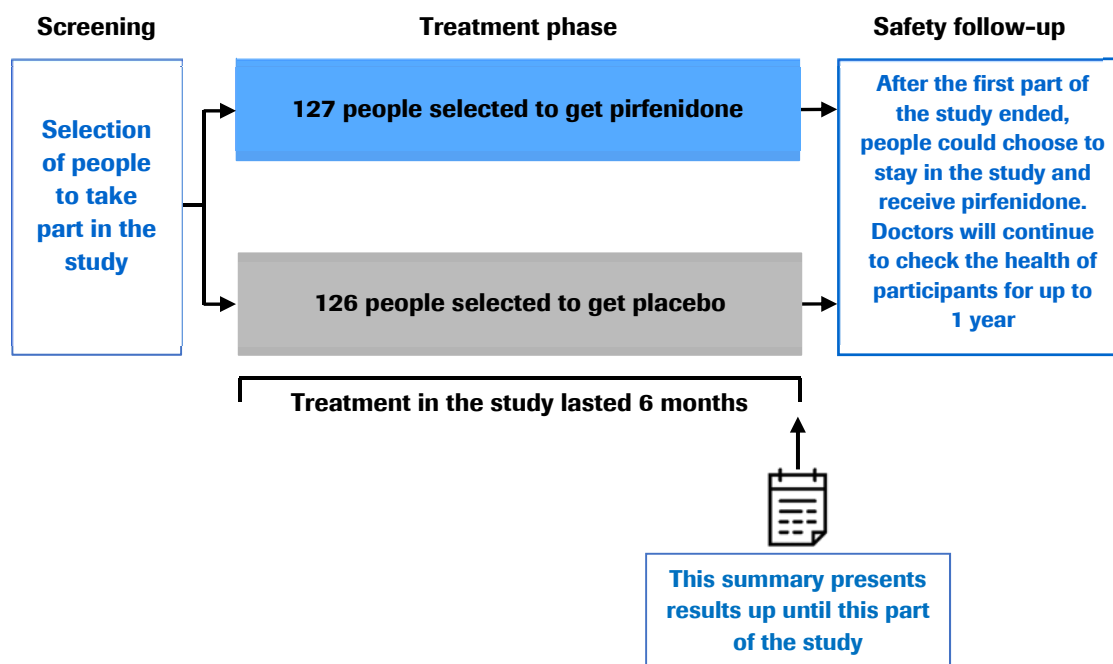 Screening
Treatment phase
Safety follow-up
Selection
of people
to take
part in the
study
127 people selected to get pirfenidone
126 people selected to get placebo
After the first part of
the study ended,
people could choose to
stay in the study and
receive pirfenidone.
Doctors will continue
to check the health of
participants for up to
1 year
Treatment in the study lasted 6 months
This summary presents
results up until this part
of the study